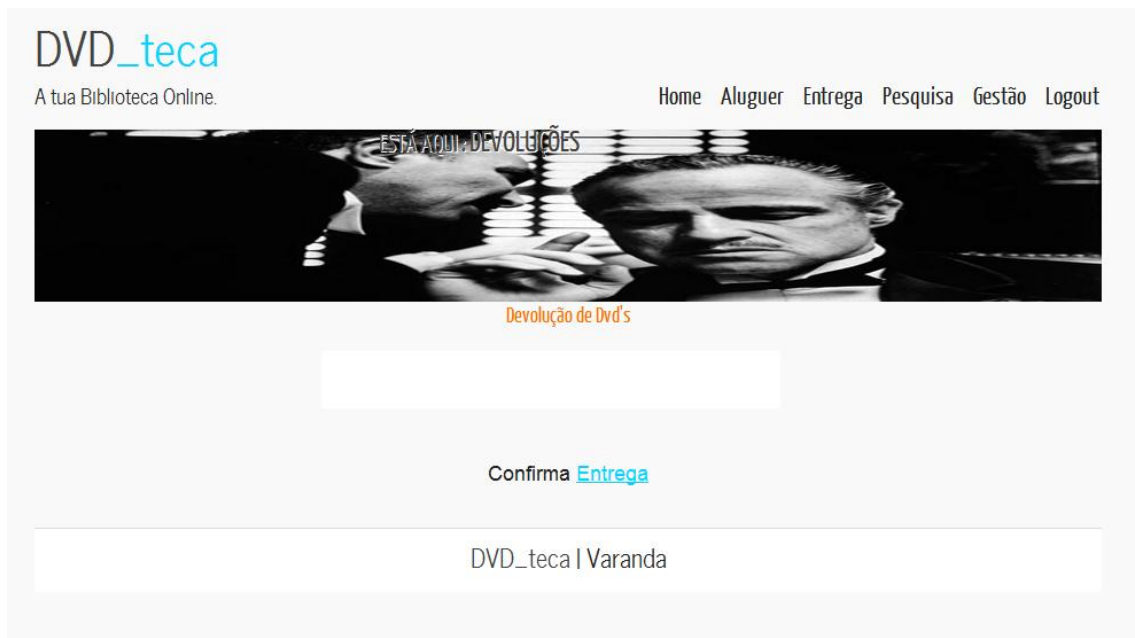 DVD_teca
A tua Biblioteca Online.
Home Aluguer Entrega Pesquisa Gestão Logout
ESTÁ AQUI : DEVOLUÇÕES
Devolução de Dvd's
Confirma Entrega
DVD_teca | Varanda